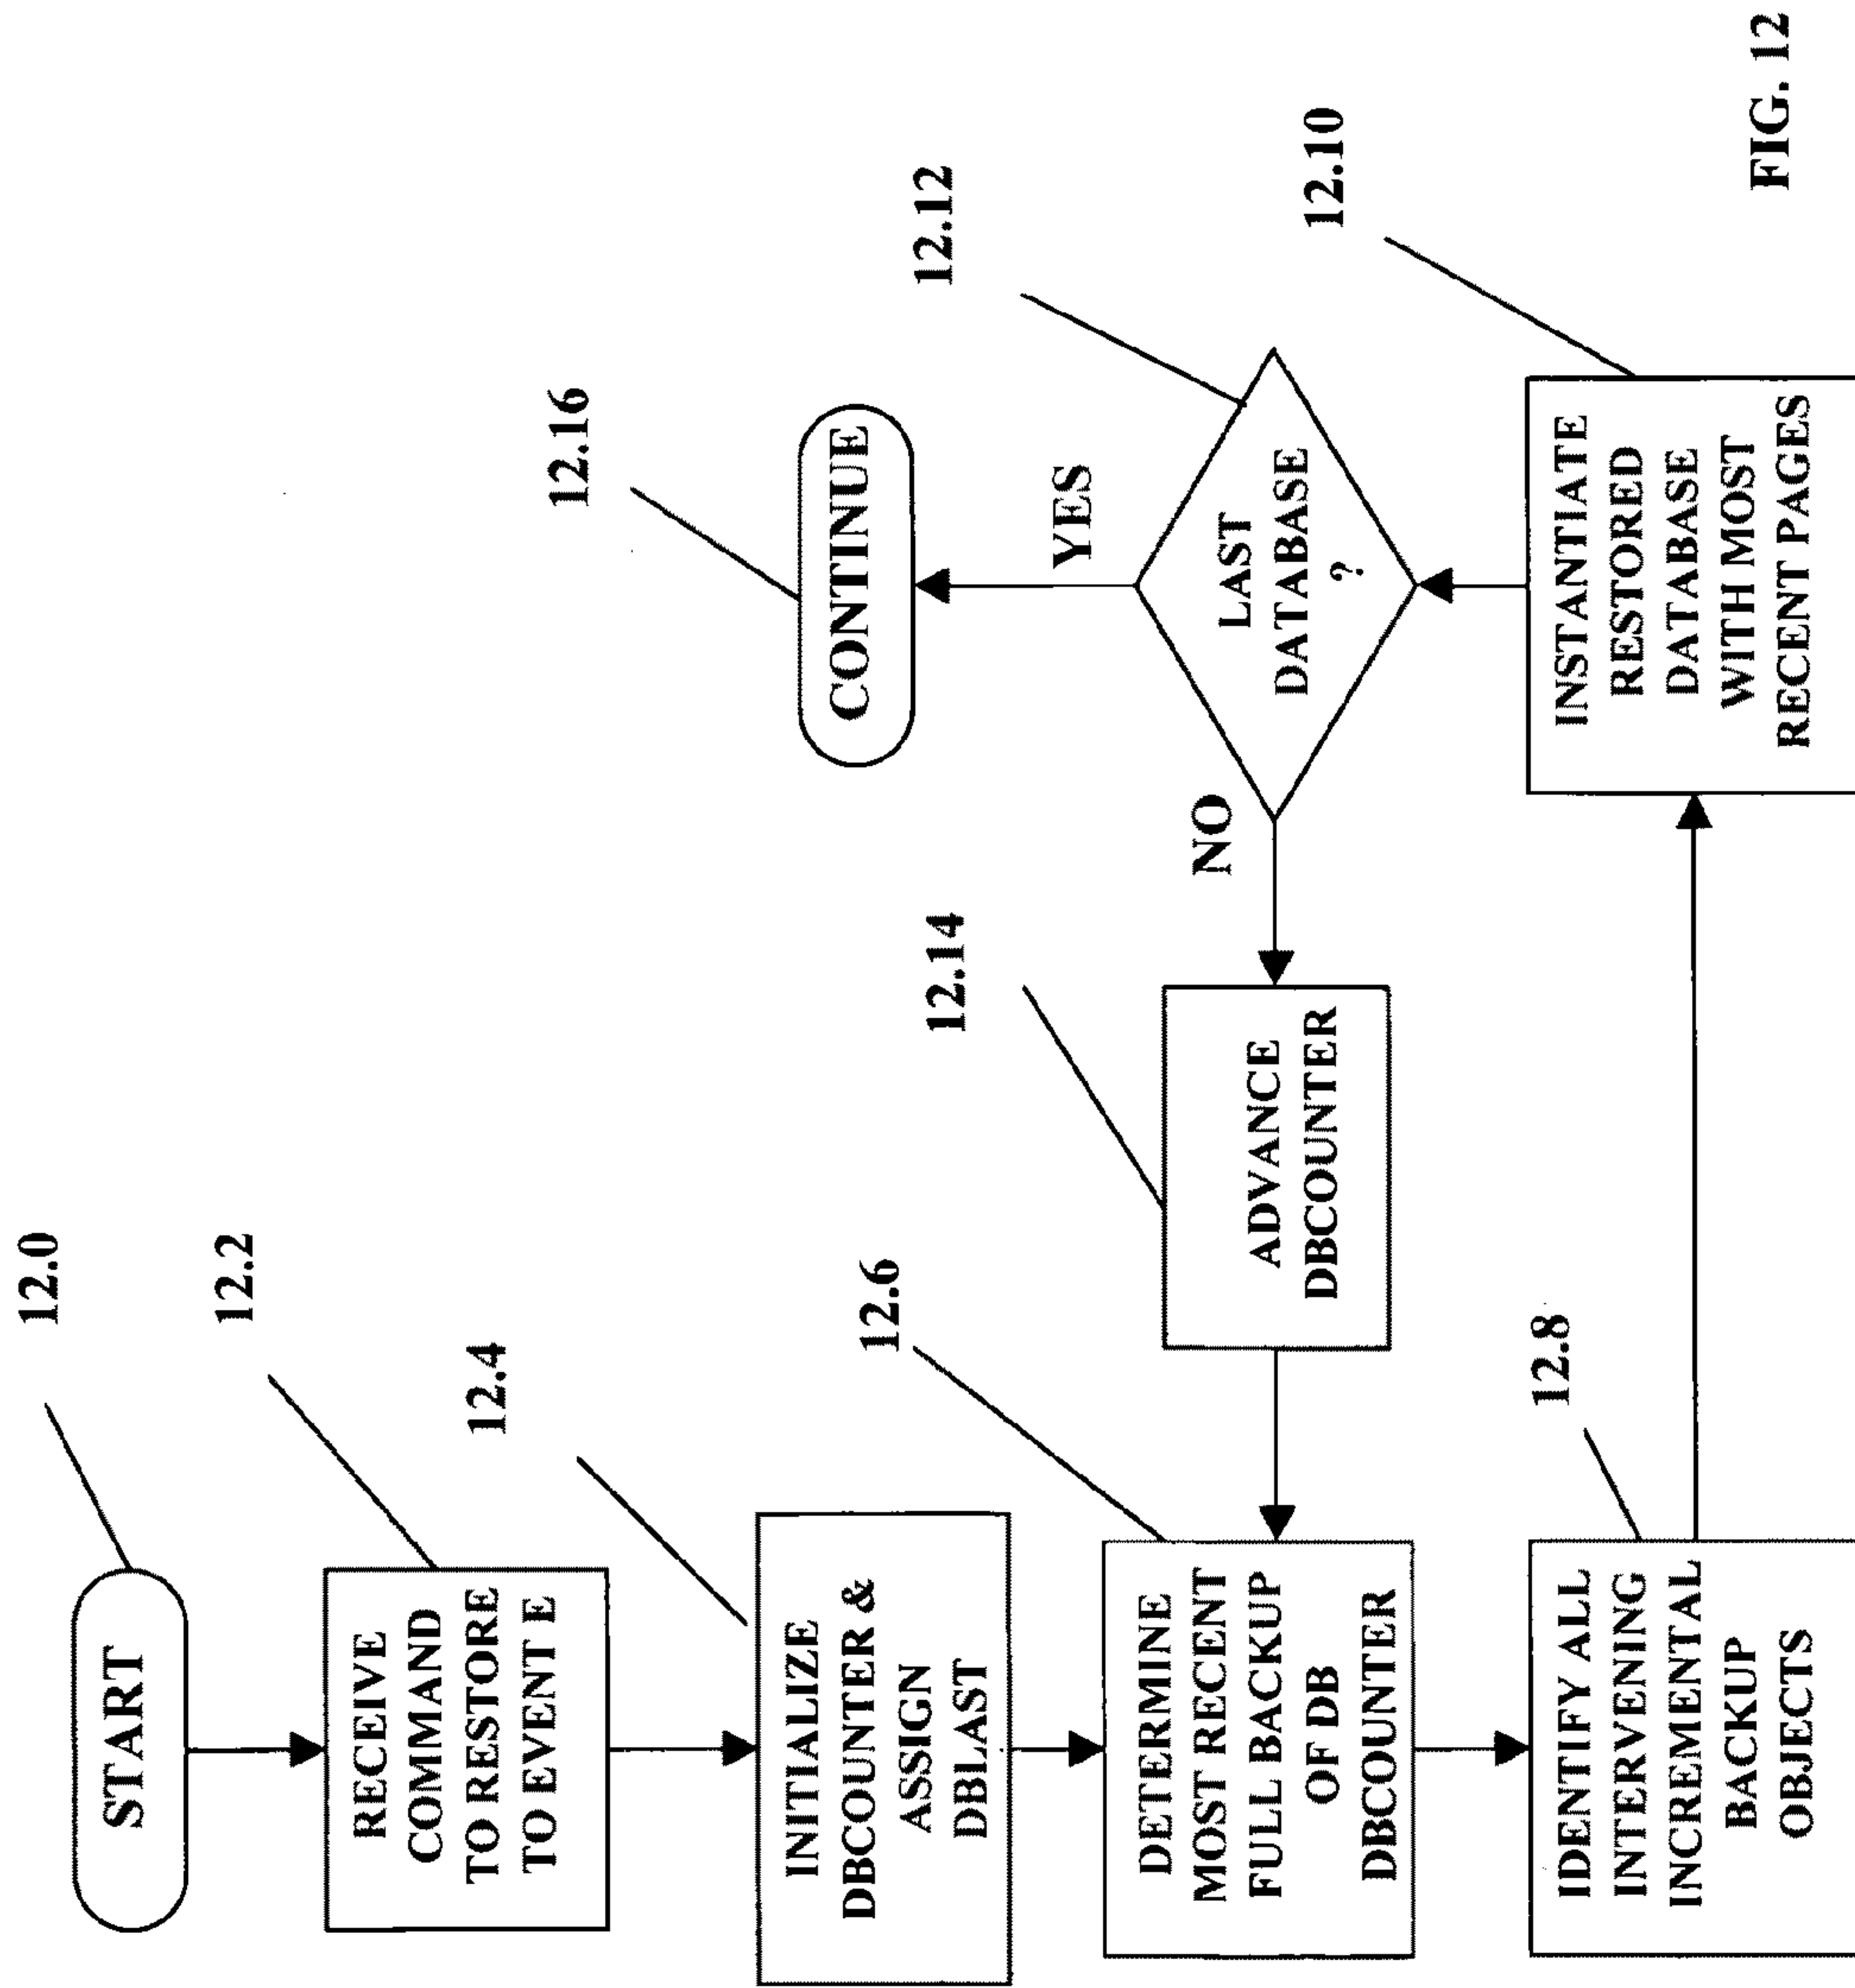 12.0
START
12.2
RECEIVE
COMMAND
TO RESTORE
TO EVENT E
12.4
INITIALIZE
DBCOUNTER &
ASSIGN
DBLAST
12.6
DETERMINE
MOST RECENT
FULL BACKUP
OF DB
DBCOUNTER
12.8
IDENTIFY ALL
INTERVENING
INCREMENTAL
BACKUP
OBJECTS
12.14
ADVANCE
DBCOUNTER
NO
12.16
CONTINUE
YES
12.12
LAST
DATABASE
?
12.10
INSTANTIATE
RESTORED
DATABASE
WITH MOST
RECENT PAGES
FIG. 12